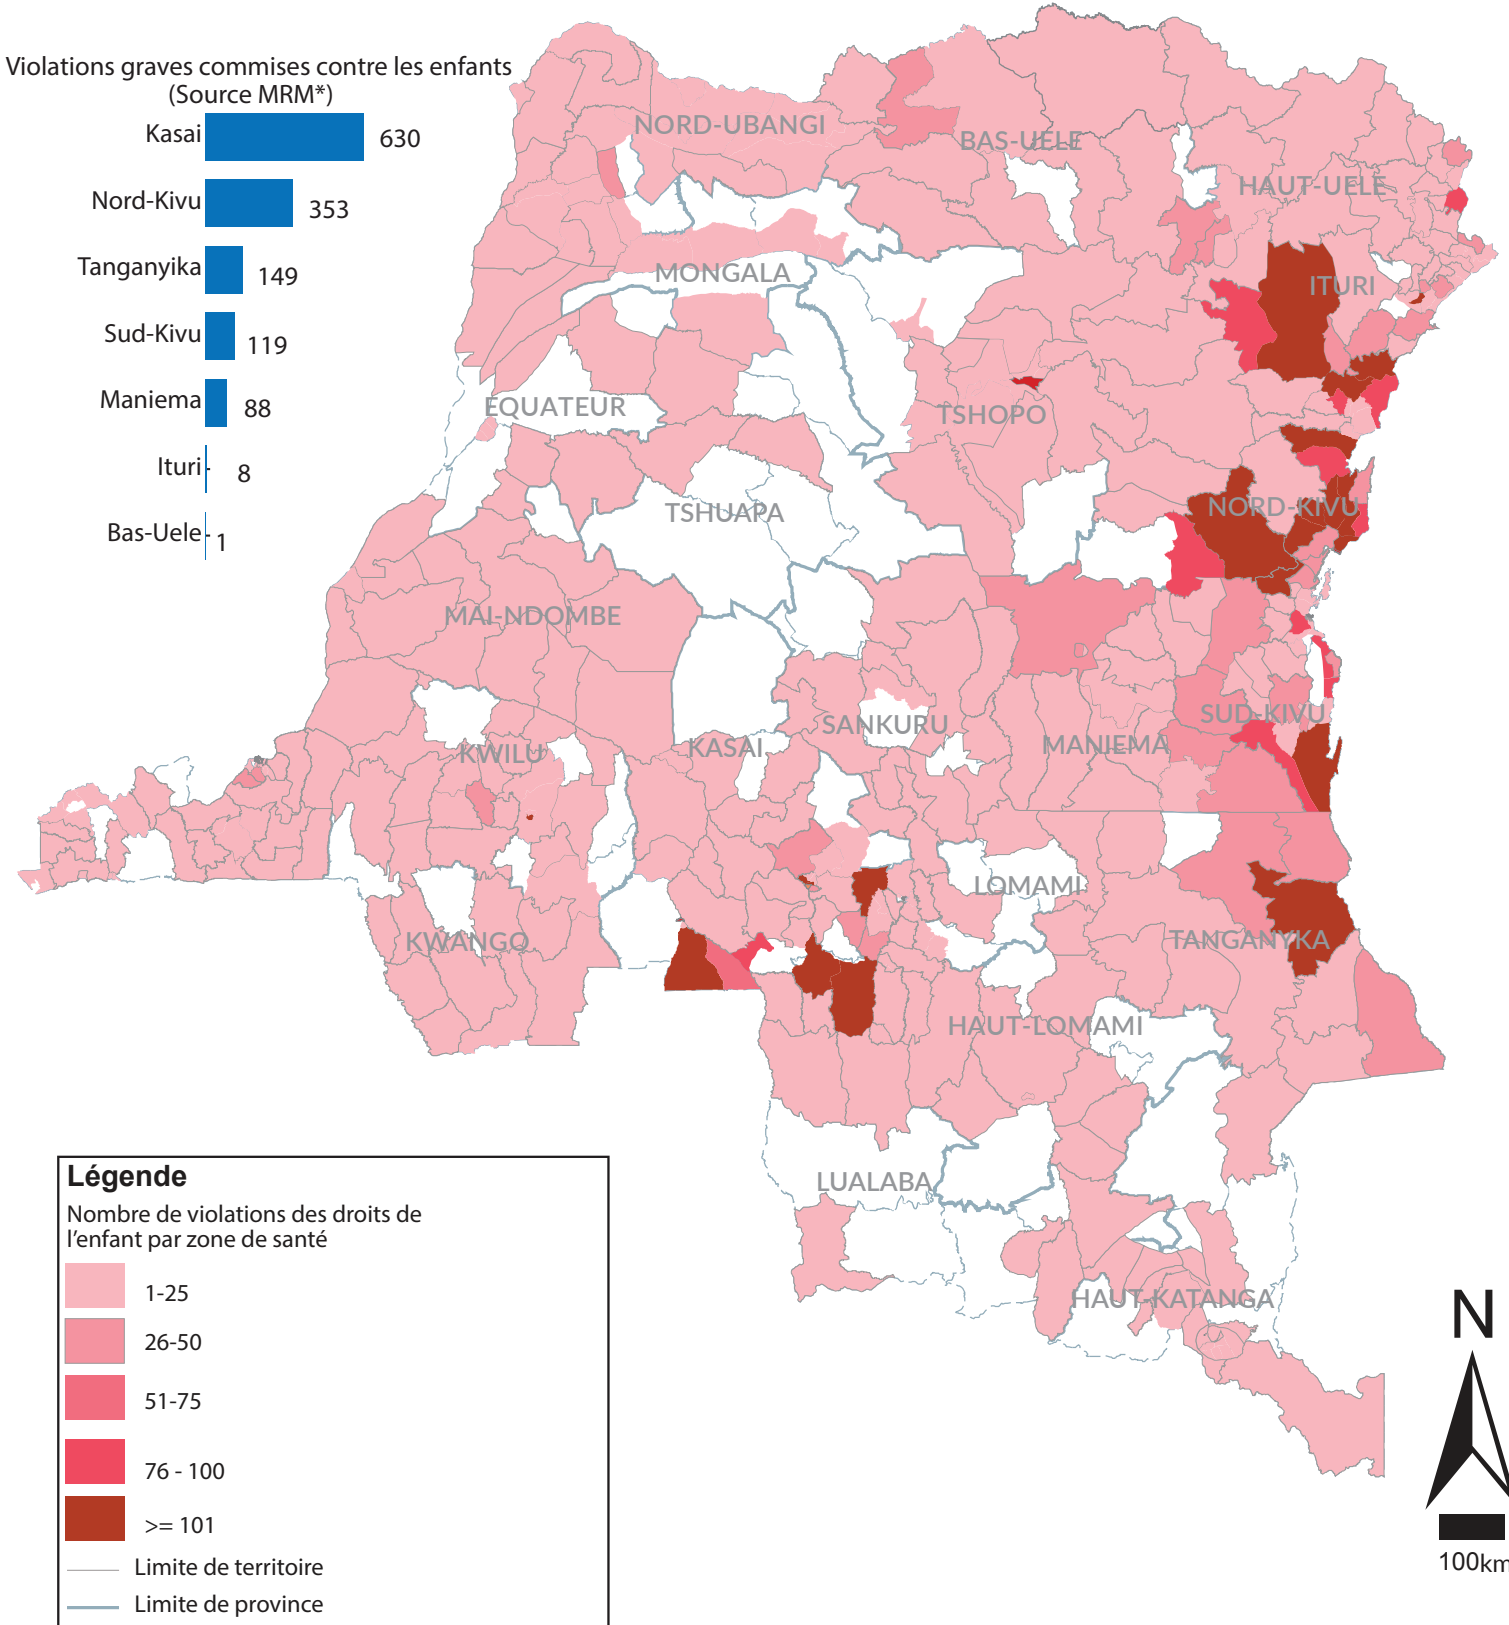 Violations graves commises contre les enfants
(Source MRM*)
Kasai 630
Nord-Kivu 353
Tanganyika 149
Sud-Kivu 119
Maniema 88
Ituri 8
Bas-Uele 1
NORD-UBANGI
BAS-UELE
HAUT-UELE
MONGALA
ITURI
EQUATEUR
TSHOPO
TSHUAPA
NORD-KIVU
MAI-NDOMBE
SANKURU
SUD-KIVU
KWILU
KASAI
MANIEMA
LOMAMI
KWANGO
TANGANYKA
HAUT-LOMAMI
LUALABA
HAUT-KATANGA
Légende
Nombre de violations des droits de
l'enfant par zone de santé
1-25
26-50
51-75
76 - 100
>= 101
Limite de territoire
Limite de province
N
100km